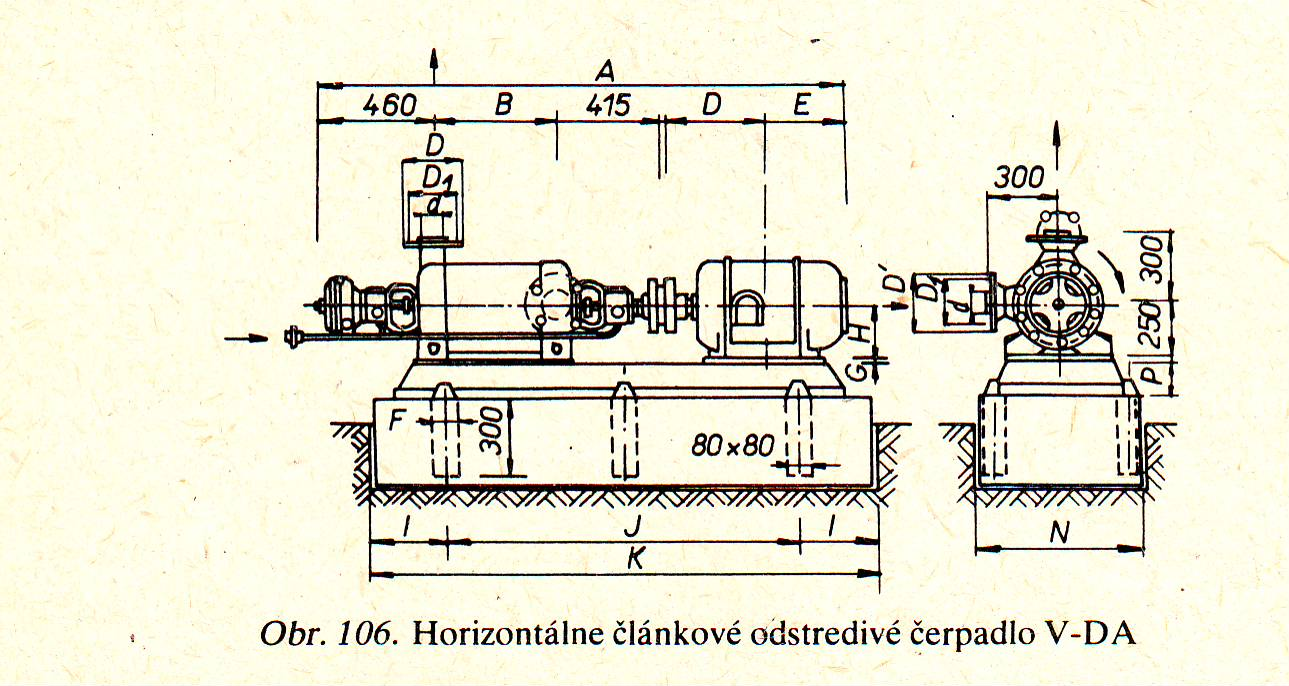 A
460 B 415 D E
D
D1
d
300
D'
D1
d
300
250
H
G
P
F
300
80×80
I J I
K
N
Obr. 106. Horizontálne článkové odstredivé čerpadlo V-DA